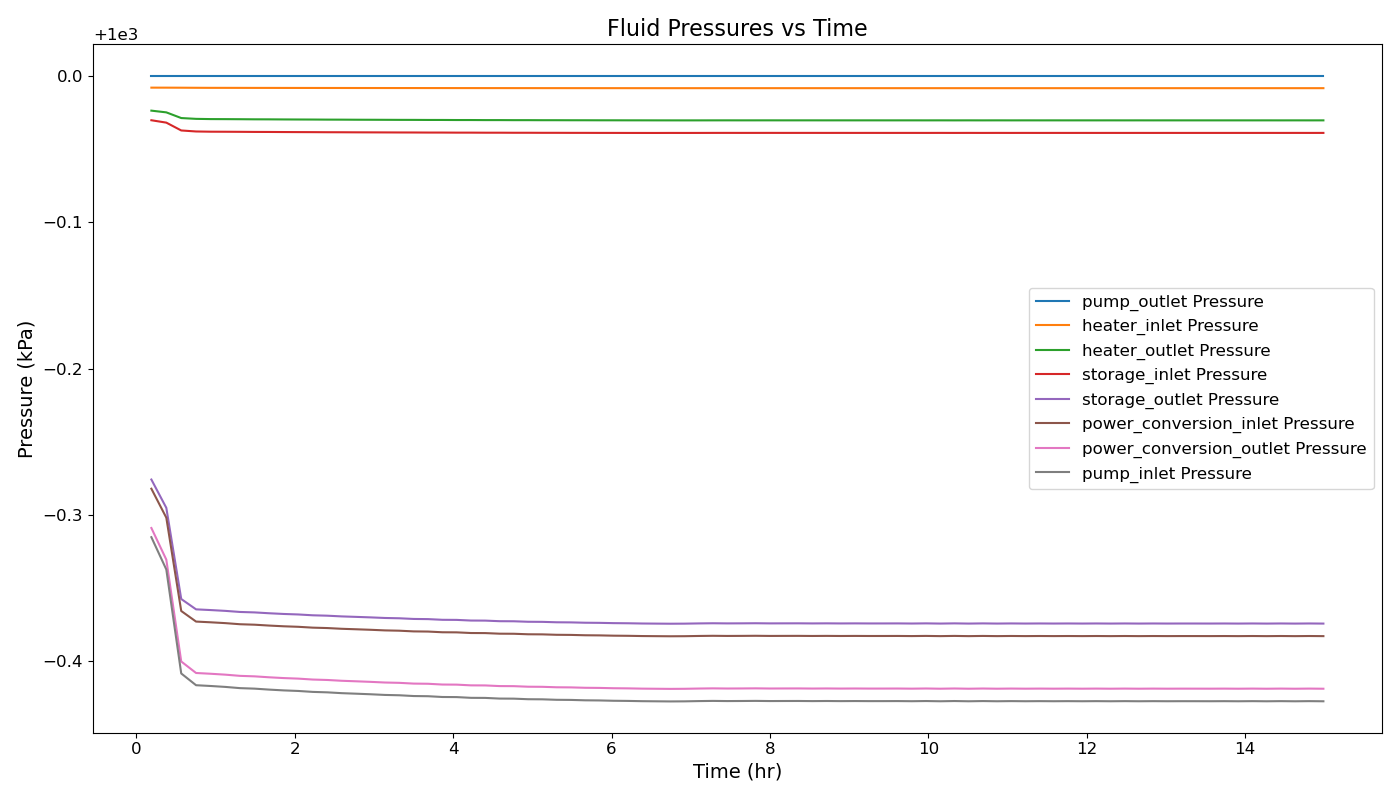 Fluid Pressures vs Time
+1e3
0.0
−0.1
−0.2
−0.3
−0.4
Pressure (kPa)
pump_outlet Pressure
heater_inlet Pressure
heater_outlet Pressure
storage_inlet Pressure
storage_outlet Pressure
power_conversion_inlet Pressure
power_conversion_outlet Pressure
pump_inlet Pressure
0 2 4 6 8 10 12 14
Time (hr)